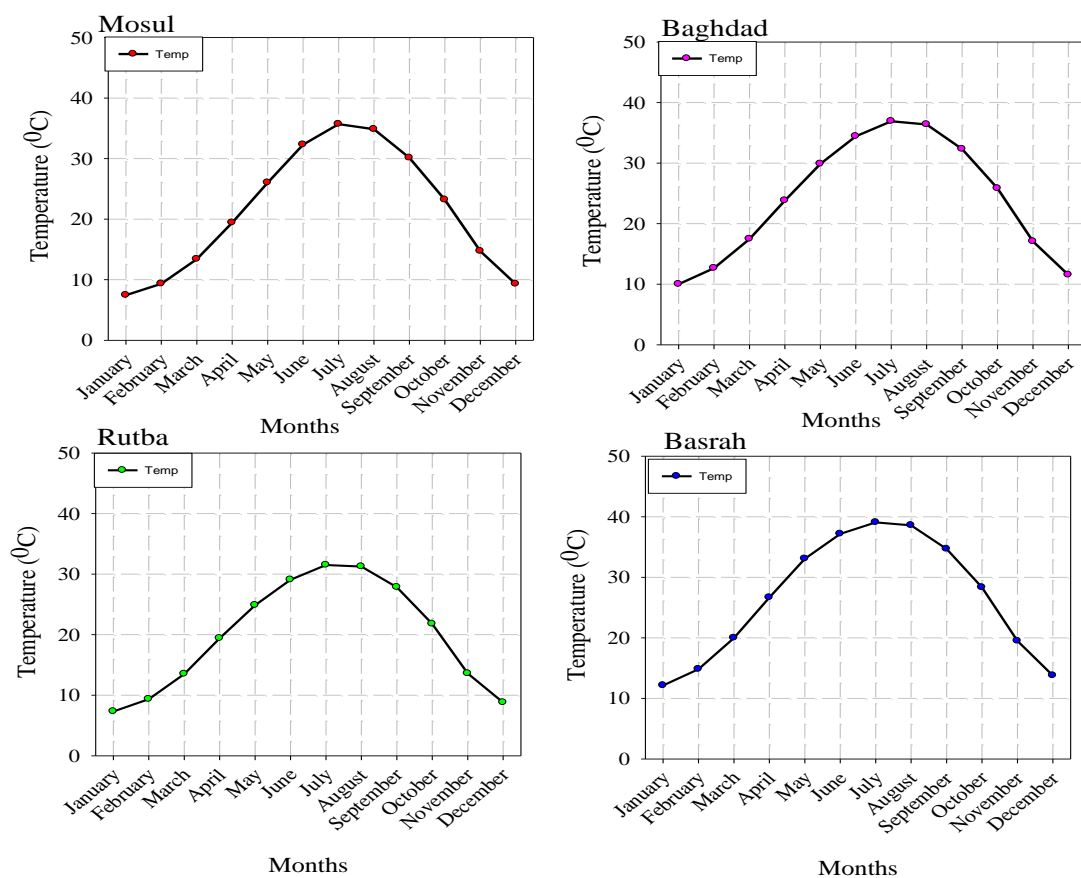 Mosul
Temp
50
40
30
20
10
0
Temperature (⁰C)
January
February
March
April
May
June
July
August
September
October
November
December
Months
Baghdad
Temp
50
40
30
20
10
0
Temperature (⁰C)
January
February
March
April
May
June
July
August
September
October
November
December
Months
Rutba
Temp
50
40
30
20
10
0
Temperature (⁰C)
January
February
March
April
May
June
July
August
September
October
November
December
Months
Basrah
Temp
50
40
30
20
10
0
Temperature (⁰C)
January
February
March
April
May
June
July
August
September
October
November
December
Months